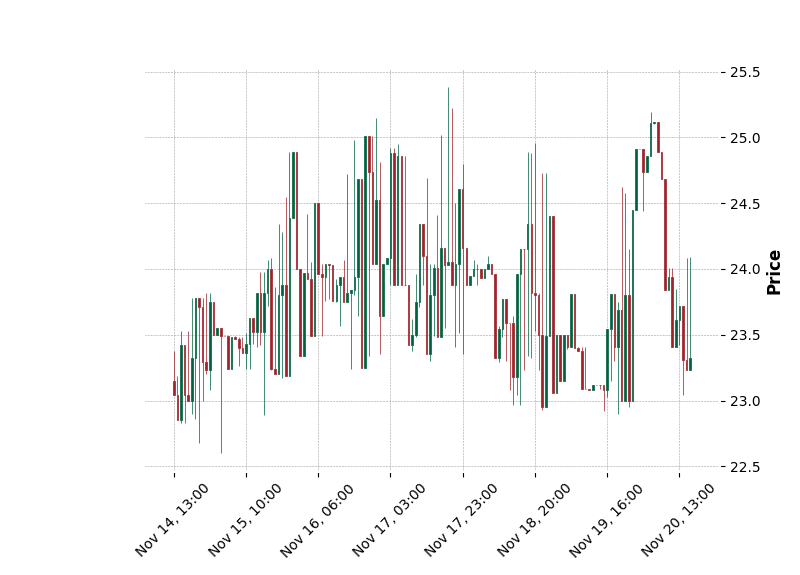 25.5
25.0
24.5
24.0
23.5
23.0
22.5
Price
Nov 14, 13:00
Nov 15, 10:00
Nov 16, 06:00
Nov 17, 03:00
Nov 17, 23:00
Nov 18, 20:00
Nov 19, 16:00
Nov 20, 13:00